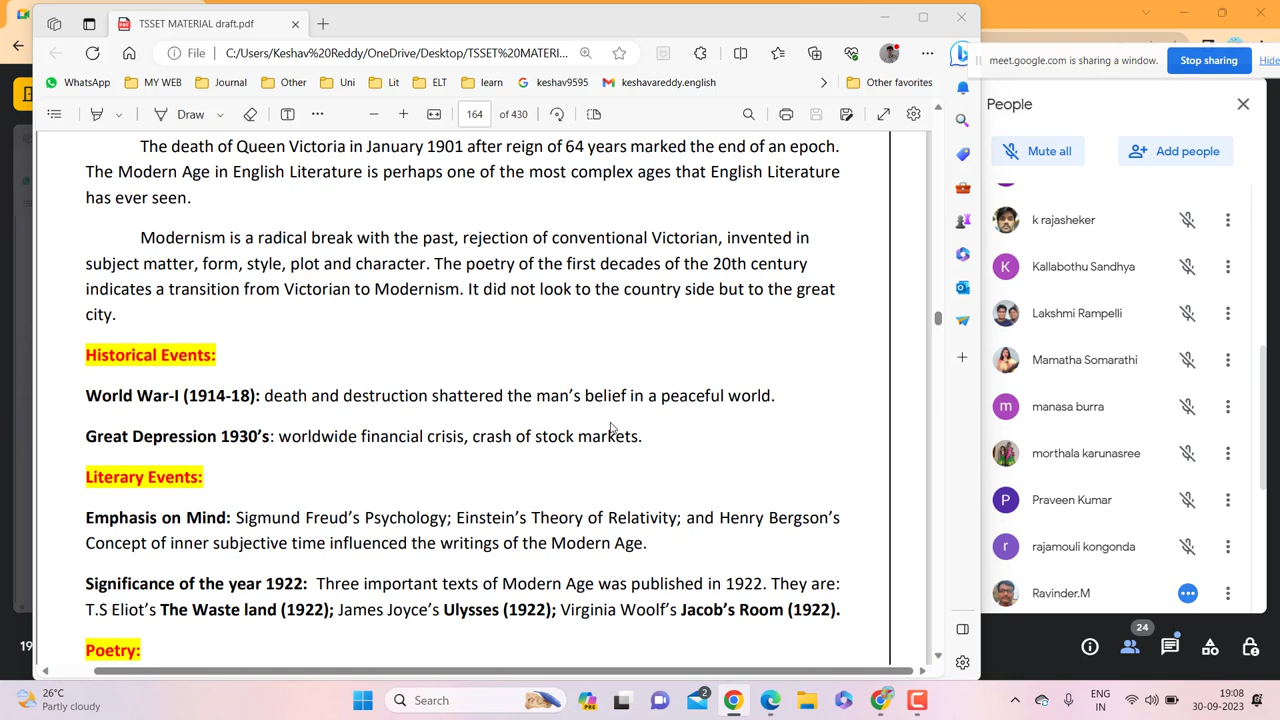 TSSET MATERIAL draft.pdf
File
C:/Users/Keshav%20Reddy/OneDrive/Desktop/TSSET%20MATERI...
meet.google.com is sharing a window.
Stop sharing
Hide
WhatsApp
MY WEB
Journal
Other
Uni
Lit
ELT
learn
keshav9595
keshavareddy.english
Other favorites
Draw
164
of 430
People
Mute all
Add people
The death of Queen Victoria in January 1901 after reign of 64 years marked the end of an epoch.
The Modern Age in English Literature is perhaps one of the most complex ages that English Literature
has ever seen.
Modernism is a radical break with the past, rejection of conventional Victorian, invented in
subject matter, form, style, plot and character. The poetry of the first decades of the 20th century
indicates a transition from Victorian to Modernism. It did not look to the country side but to the great
city.
Historical Events:
World War-I (1914-18): death and destruction shattered the man's belief in a peaceful world.
Great Depression 1930's: worldwide financial crisis, crash of stock markets.
Literary Events:
Emphasis on Mind: Sigmund Freud's Psychology; Einstein's Theory of Relativity; and Henry Bergson's
Concept of inner subjective time influenced the writings of the Modern Age.
Significance of the year 1922: Three important texts of Modern Age was published in 1922. They are:
T.S Eliot's The Waste land (1922); James Joyce's Ulysses (1922); Virginia Woolf's Jacob's Room (1922).
Poetry:
k rajasheker
K
Kallabothu Sandhya
Lakshmi Rampelli
Mamatha Somarathi
m
manasa burra
morthala karunasree
P
Praveen Kumar
r
rajamouli kongonda
Ravinder.M
24
19
26°C
Partly cloudy
Search
PRE
2
ENG
IN
19:08
30-09-2023